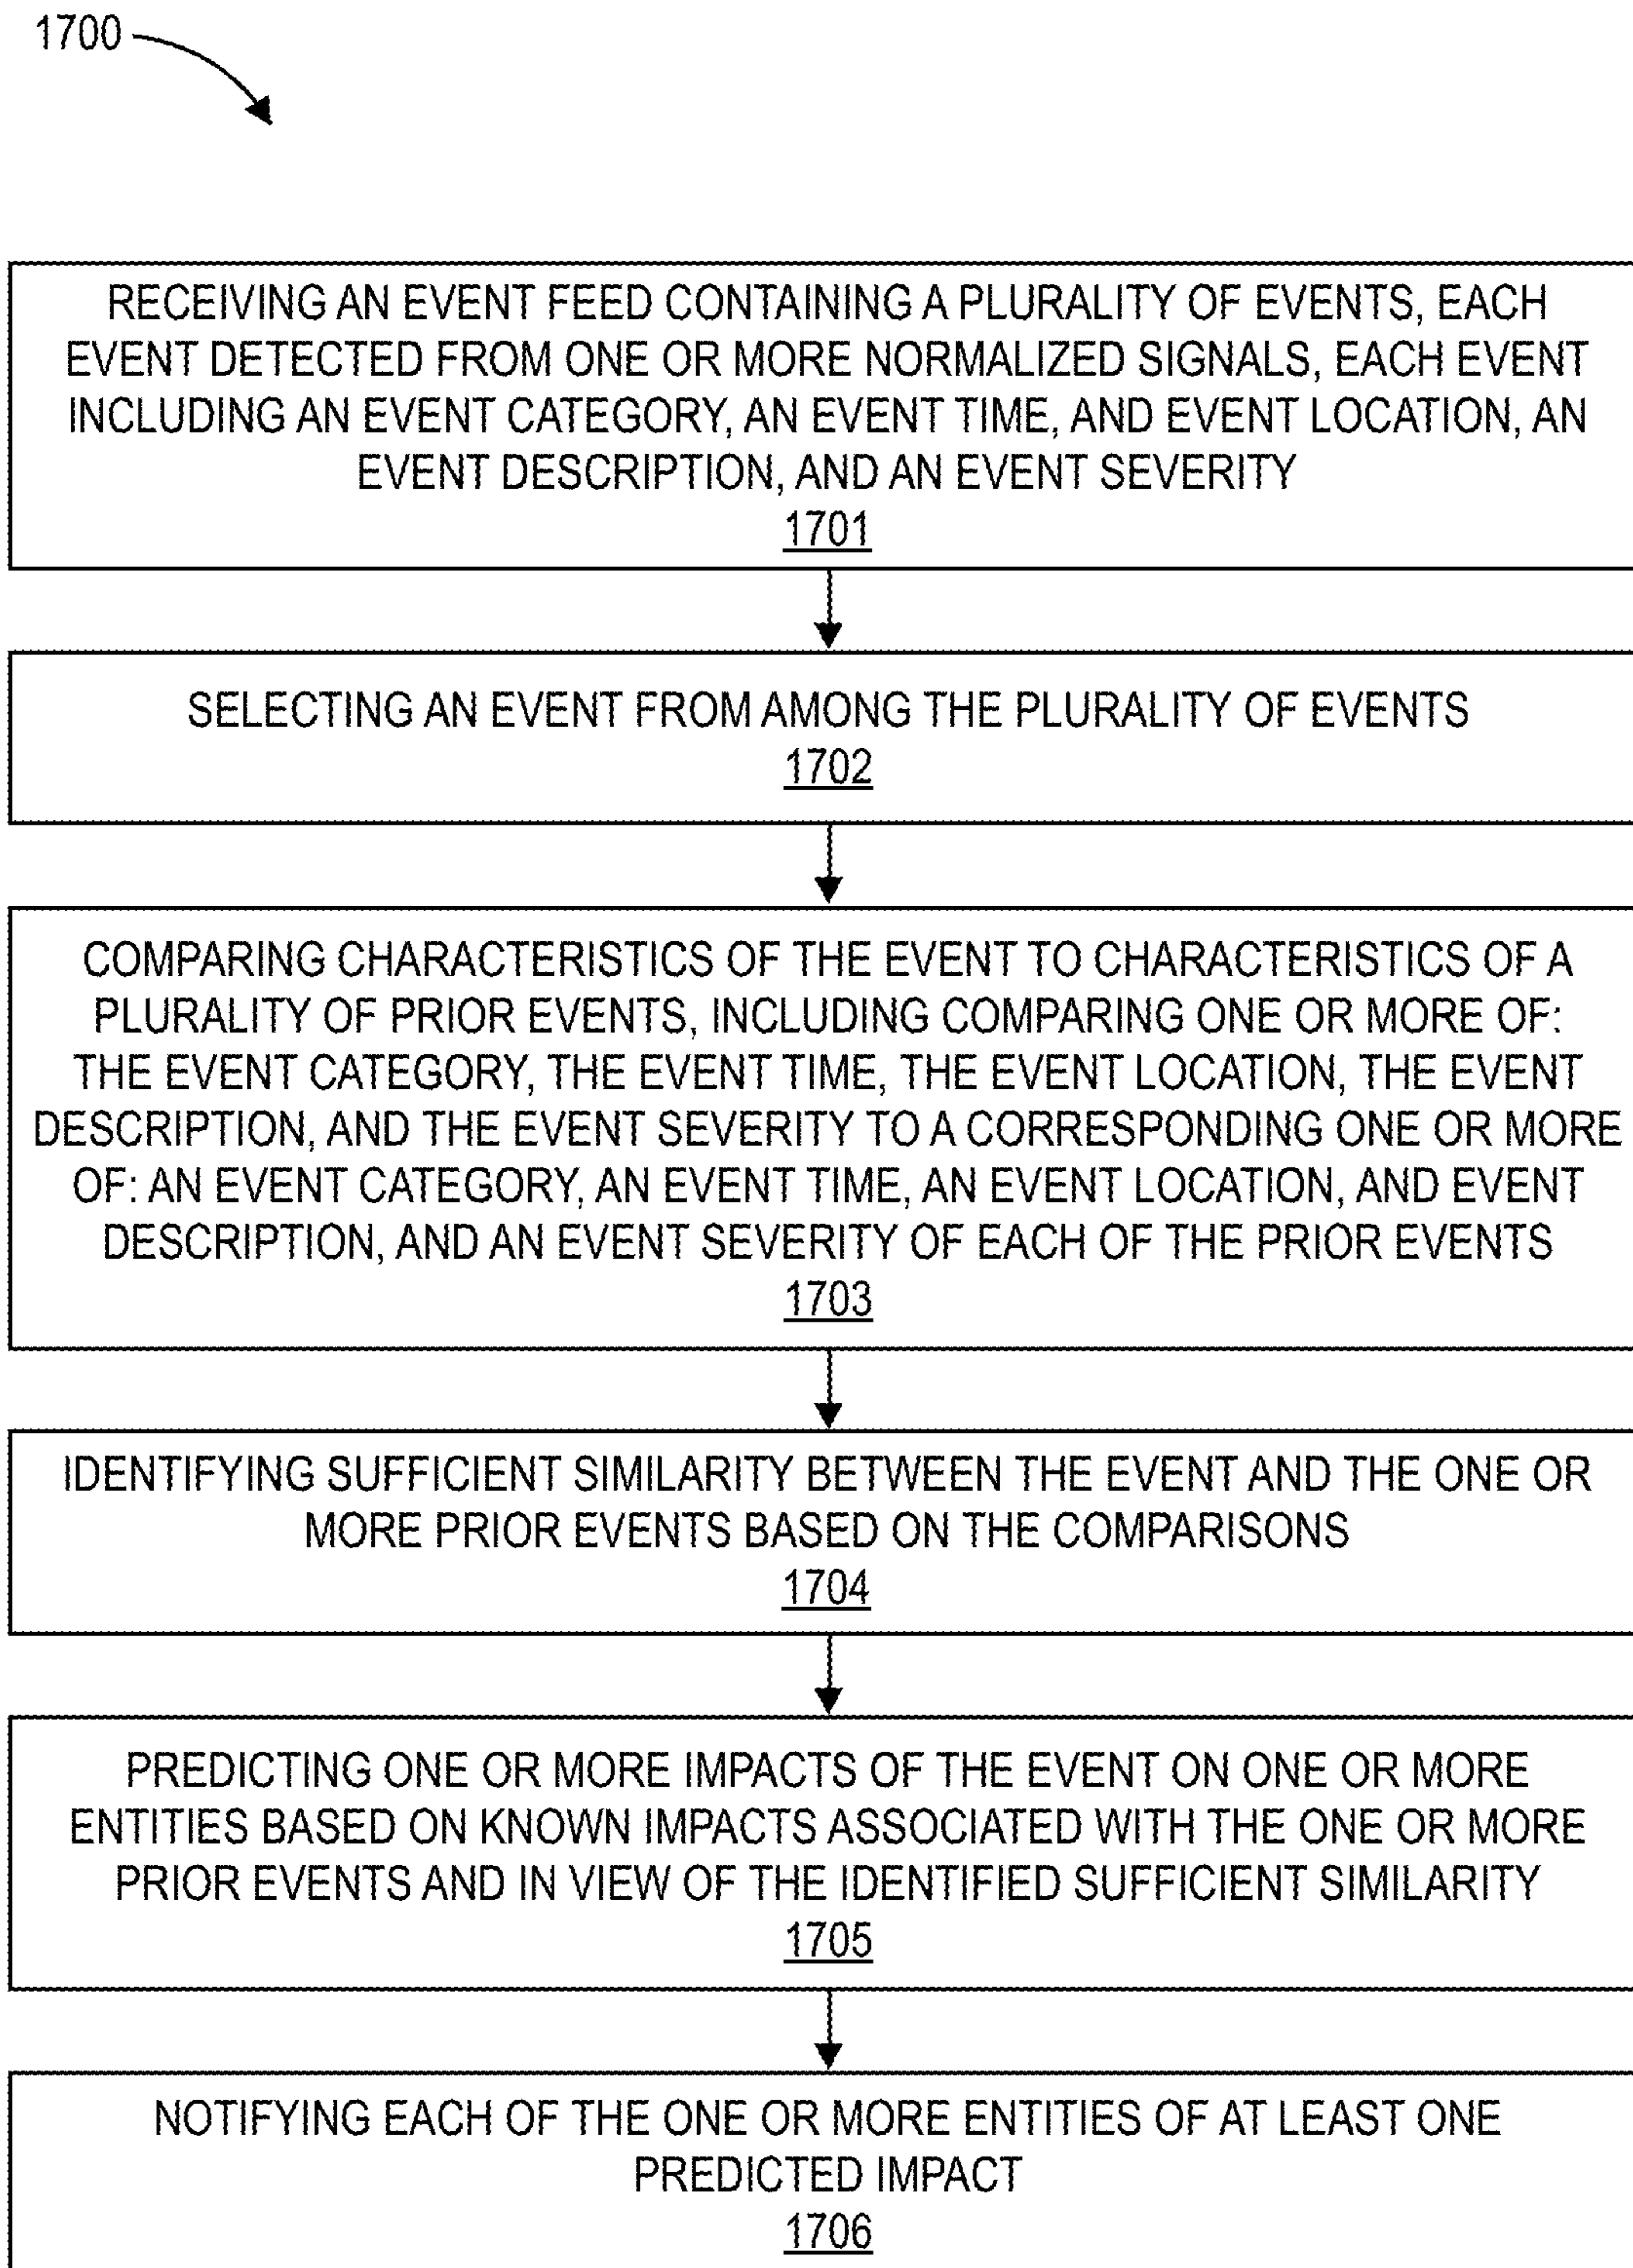 1700
RECEIVING AN EVENT FEED CONTAINING A PLURALITY OF EVENTS, EACH
EVENT DETECTED FROM ONE OR MORE NORMALIZED SIGNALS, EACH EVENT
INCLUDING AN EVENT CATEGORY, AN EVENT TIME, AND EVENT LOCATION, AN
EVENT DESCRIPTION, AND AN EVENT SEVERITY
1701
SELECTING AN EVENT FROM AMONG THE PLURALITY OF EVENTS
1702
COMPARING CHARACTERISTICS OF THE EVENT TO CHARACTERISTICS OF A
PLURALITY OF PRIOR EVENTS, INCLUDING COMPARING ONE OR MORE OF:
THE EVENT CATEGORY, THE EVENT TIME, THE EVENT LOCATION, THE EVENT
DESCRIPTION, AND THE EVENT SEVERITY TO A CORRESPONDING ONE OR MORE
OF: AN EVENT CATEGORY, AN EVENT TIME, AN EVENT LOCATION, AND EVENT
DESCRIPTION, AND AN EVENT SEVERITY OF EACH OF THE PRIOR EVENTS
1703
IDENTIFYING SUFFICIENT SIMILARITY BETWEEN THE EVENT AND THE ONE OR
MORE PRIOR EVENTS BASED ON THE COMPARISONS
1704
PREDICTING ONE OR MORE IMPACTS OF THE EVENT ON ONE OR MORE
ENTITIES BASED ON KNOWN IMPACTS ASSOCIATED WITH THE ONE OR MORE
PRIOR EVENTS AND IN VIEW OF THE IDENTIFIED SUFFICIENT SIMILARITY
1705
NOTIFYING EACH OF THE ONE OR MORE ENTITIES OF AT LEAST ONE
PREDICTED IMPACT
1706